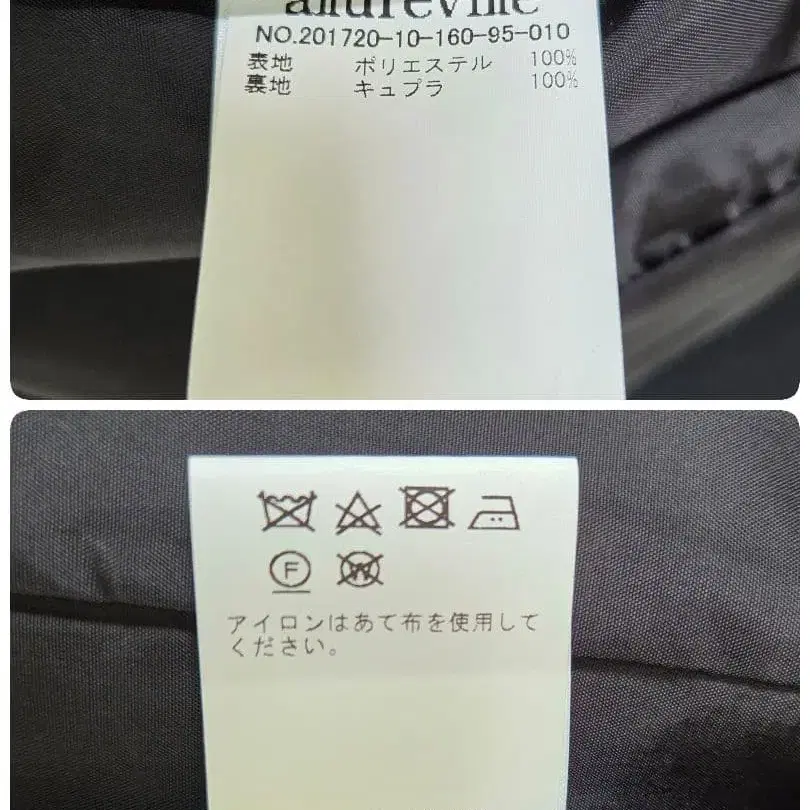 allureville
NO.201720-10-160-95-010
表地 ポリエステル 100%
裏地 キュプラ 100%
F
W
アイロンはあて布を使用して
ください。